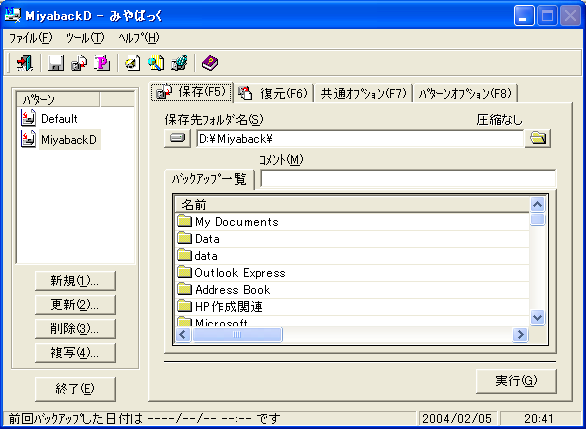 MiyabackD - みやばっく
ﾌｧｲﾙ(F) ﾂｰﾙ(T) ﾍﾙﾌﾟ(H)
保存(F5) 復元(F6) 共通ｵﾌﾟｼｮﾝ(F7) ﾊﾟﾀｰﾝｵﾌﾟｼｮﾝ(F8)
ﾊﾟﾀｰﾝ
Default
MiyabackD
新規(1)...
更新(2)...
削除(3)...
複写(4)...
終了(E)
保存先フォルダ名(S) 圧縮なし
D:¥Miyaback¥
ｺﾒﾝﾄ(M)
ﾊﾞｯｸｱｯﾌﾟ一覧
名前
My Documents
Data
data
Outlook Express
Address Book
HP作成関連
Microsoft
実行(G)
前回ﾊﾞｯｸｱｯﾌﾟした日付は ----/--/-- --:-- です 2004/02/05 20:41